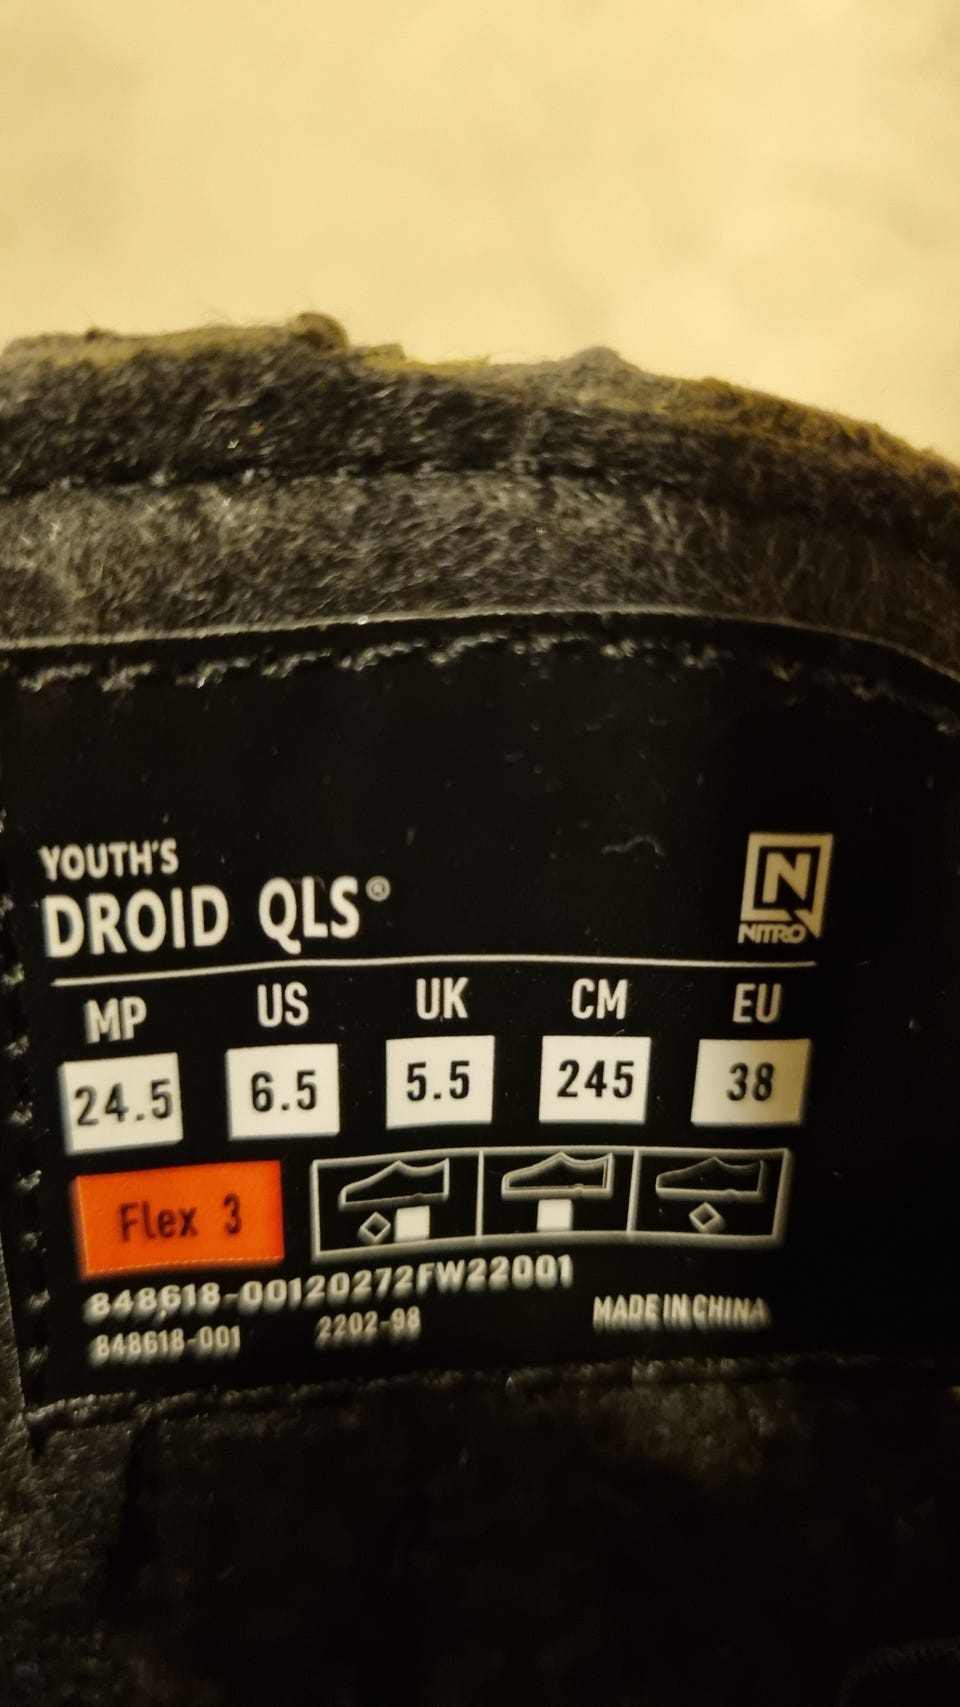 YOUTH'S
DROID QLS®
N
NITRO
MP US UK CM EU
24.5 6.5 5.5 245 38
Flex 3
848618-00120272FW22001
848618-001 2202-98 MADE IN CHINA